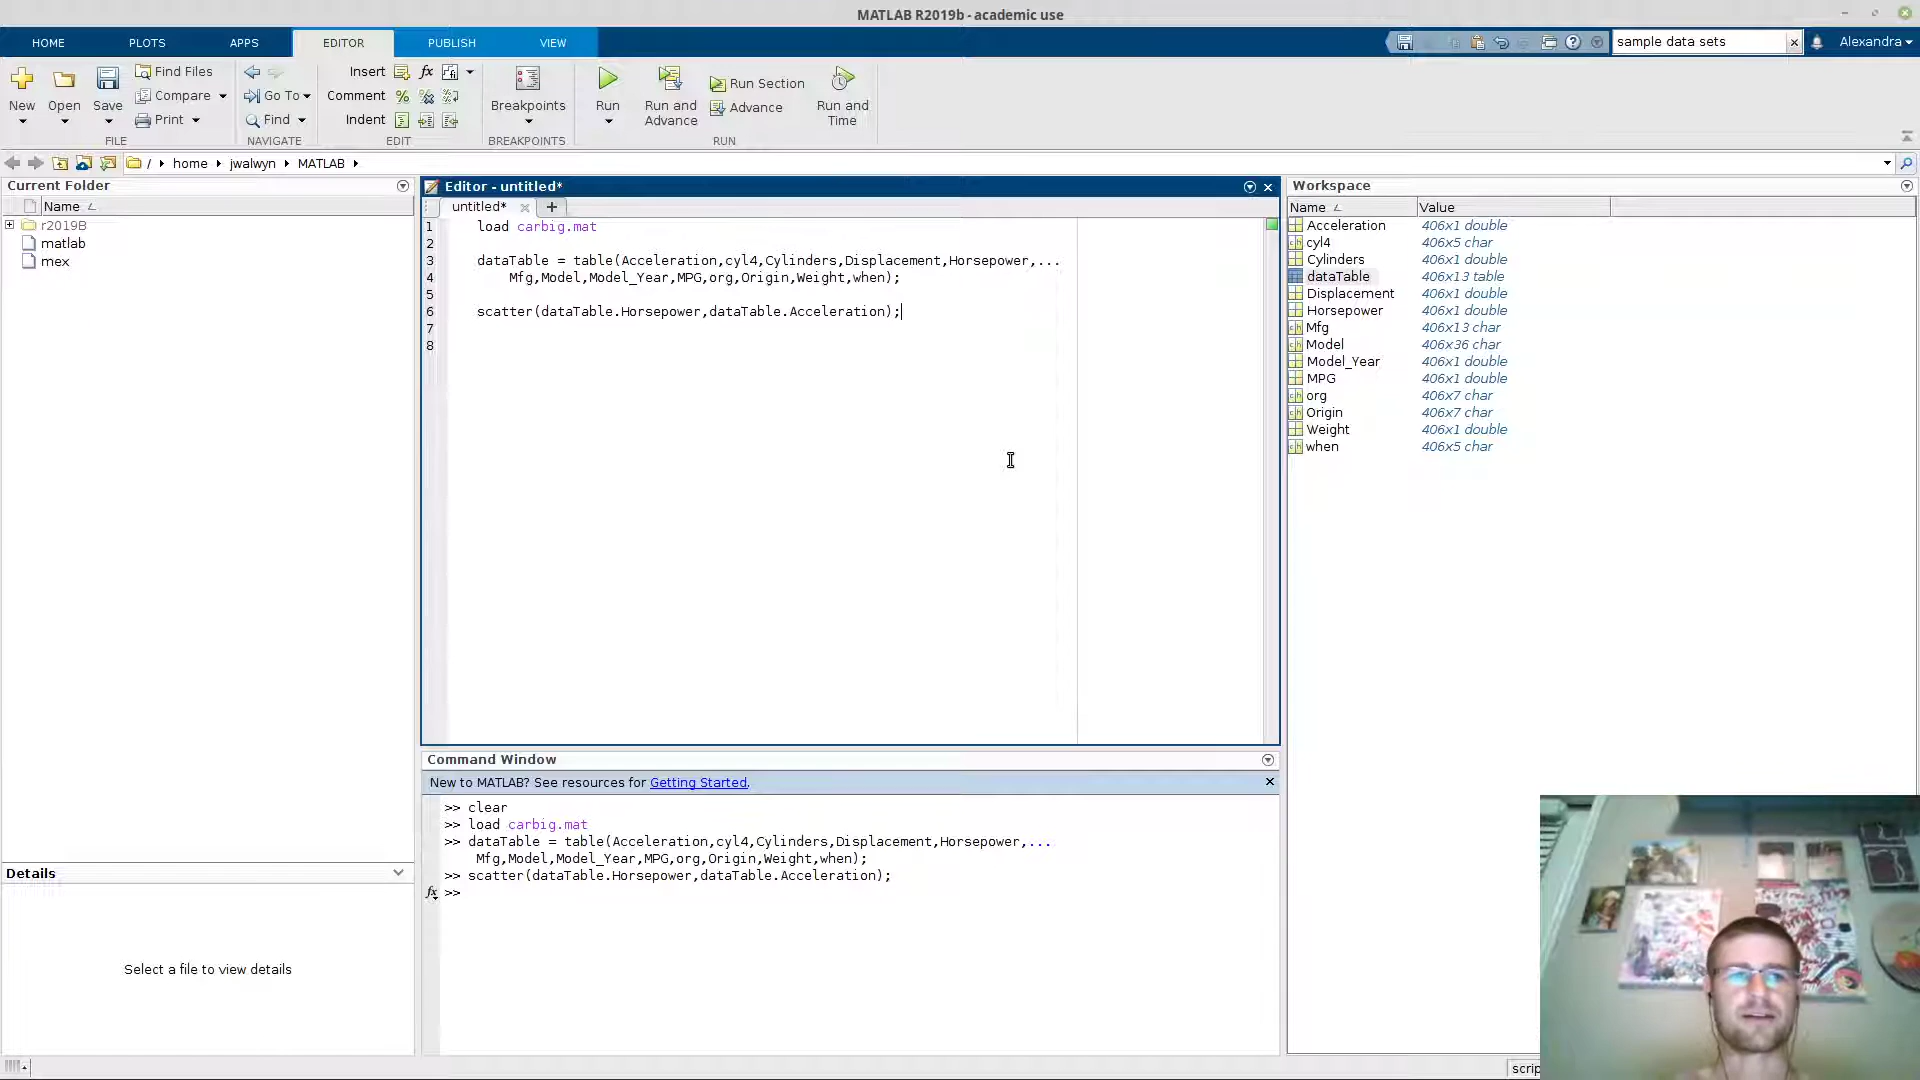 MATLAB R2019b - academic use
HOME PLOTS APPS EDITOR PUBLISH VIEW
sample data sets
Alexandra
New Open Save
Find Files
Compare
Print
FILE
Go To
Find
NAVIGATE
Insert
Comment
Indent
EDIT
Breakpoints
BREAKPOINTS
Run
Run and Advance
Run Section
Advance
Run and Time
RUN
/ home jwalwyn MATLAB
Current Folder
Name
r2019B
matlab
mex
Details
Select a file to view details
Editor - untitled*
untitled*
1 load carbig.mat
2
3 dataTable = table(Acceleration,cyl4,Cylinders,Displacement,Horsepower,...
4 Mfg,Model,Model_Year,MPG,org,Origin,Weight,when);
5
6 scatter(dataTable.Horsepower,dataTable.Acceleration);
7
8
Command Window
New to MATLAB? See resources for Getting Started.
>> clear
>> load carbig.mat
>> dataTable = table(Acceleration,cyl4,Cylinders,Displacement,Horsepower,...
Mfg,Model,Model_Year,MPG,org,Origin,Weight,when);
>> scatter(dataTable.Horsepower,dataTable.Acceleration);
fx >>
Workspace
Name Value
Acceleration 406x1 double
cyl4 406x5 char
Cylinders 406x1 double
dataTable 406x13 table
Displacement 406x1 double
Horsepower 406x1 double
Mfg 406x13 char
Model 406x36 char
Model_Year 406x1 double
MPG 406x1 double
org 406x7 char
Origin 406x7 char
Weight 406x1 double
when 406x5 char
scrip